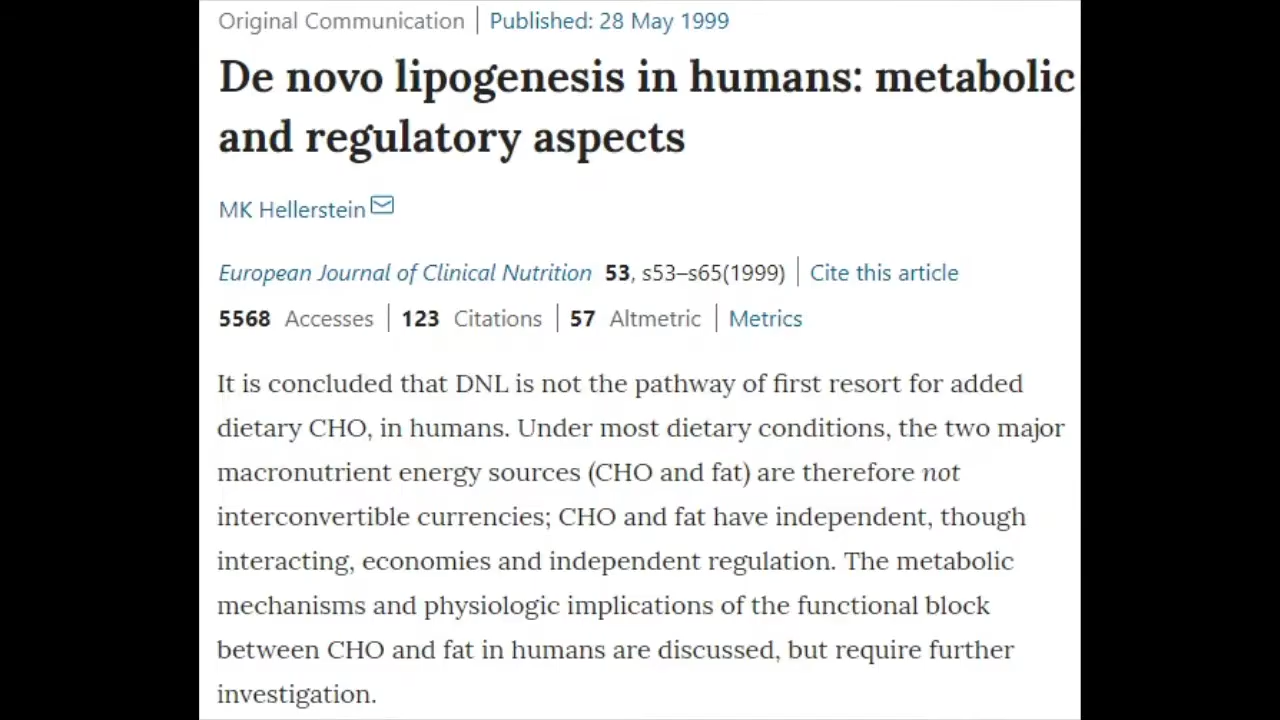 Original Communication | Published: 28 May 1999
De novo lipogenesis in humans: metabolic
and regulatory aspects
MK Hellerstein
European Journal of Clinical Nutrition 53, s53–s65(1999) | Cite this article
5568 Accesses | 123 Citations | 57 Altmetric | Metrics
It is concluded that DNL is not the pathway of first resort for added
dietary CHO, in humans. Under most dietary conditions, the two major
macronutrient energy sources (CHO and fat) are therefore not
interconvertible currencies; CHO and fat have independent, though
interacting, economies and independent regulation. The metabolic
mechanisms and physiologic implications of the functional block
between CHO and fat in humans are discussed, but require further
investigation.